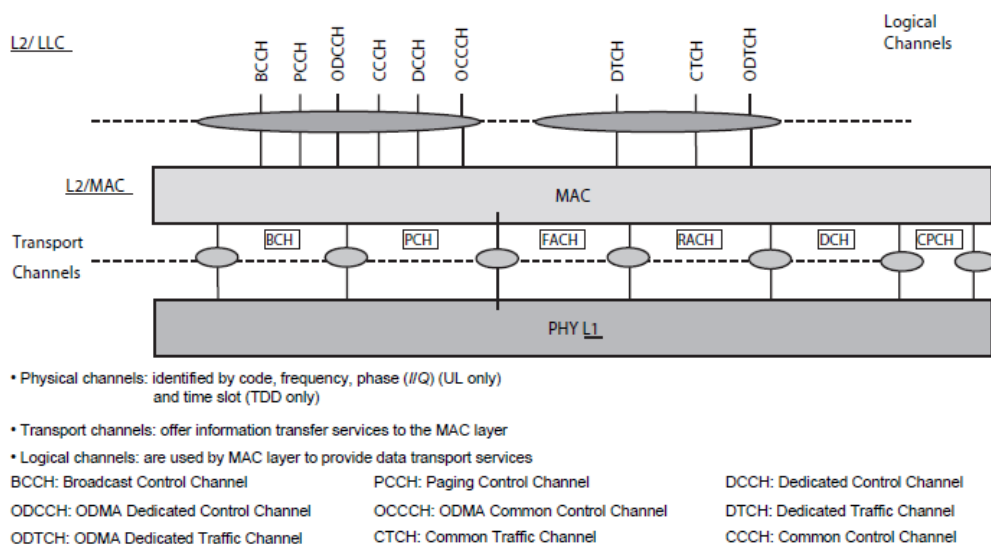 L2/ LLC
Logical
Channels
BCCH
PCCH
ODCCH
CCCH
DCCH
OCCCH
DTCH
CTCH
ODTCH
L2/MAC
MAC
Transport
Channels
BCH
PCH
FACH
RACH
DCH
CPCH
PHY L1
• Physical channels: identified by code, frequency, phase (I/Q) (UL only)
and time slot (TDD only)
• Transport channels: offer information transfer services to the MAC layer
• Logical channels: are used by MAC layer to provide data transport services
BCCH: Broadcast Control Channel
PCCH: Paging Control Channel
DCCH: Dedicated Control Channel
ODCCH: ODMA Dedicated Control Channel
OCCCH: ODMA Common Control Channel
DTCH: Dedicated Traffic Channel
ODTCH: ODMA Dedicated Traffic Channel
CTCH: Common Traffic Channel
CCCH: Common Control Channel